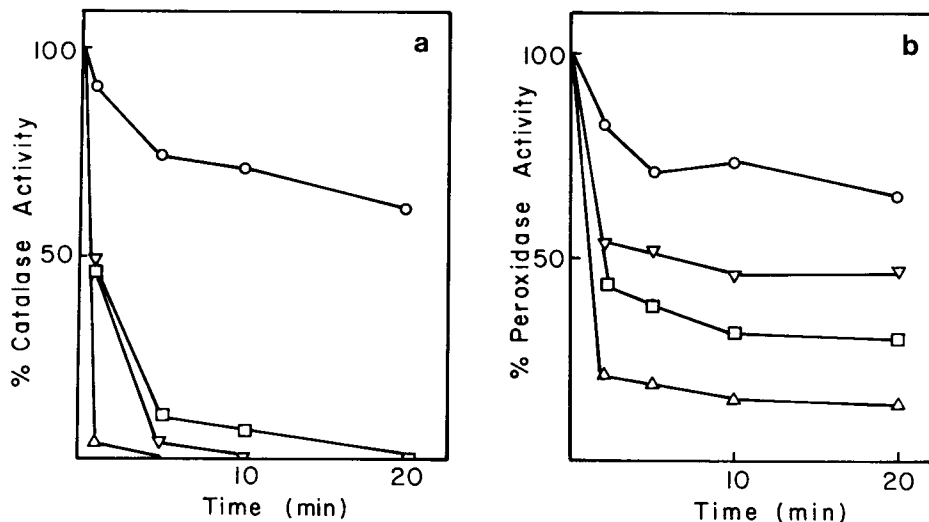 a
100
50
% Catalase Activity
10
20
Time (min)
b
100
50
% Peroxidase Activity
10
20
Time (min)